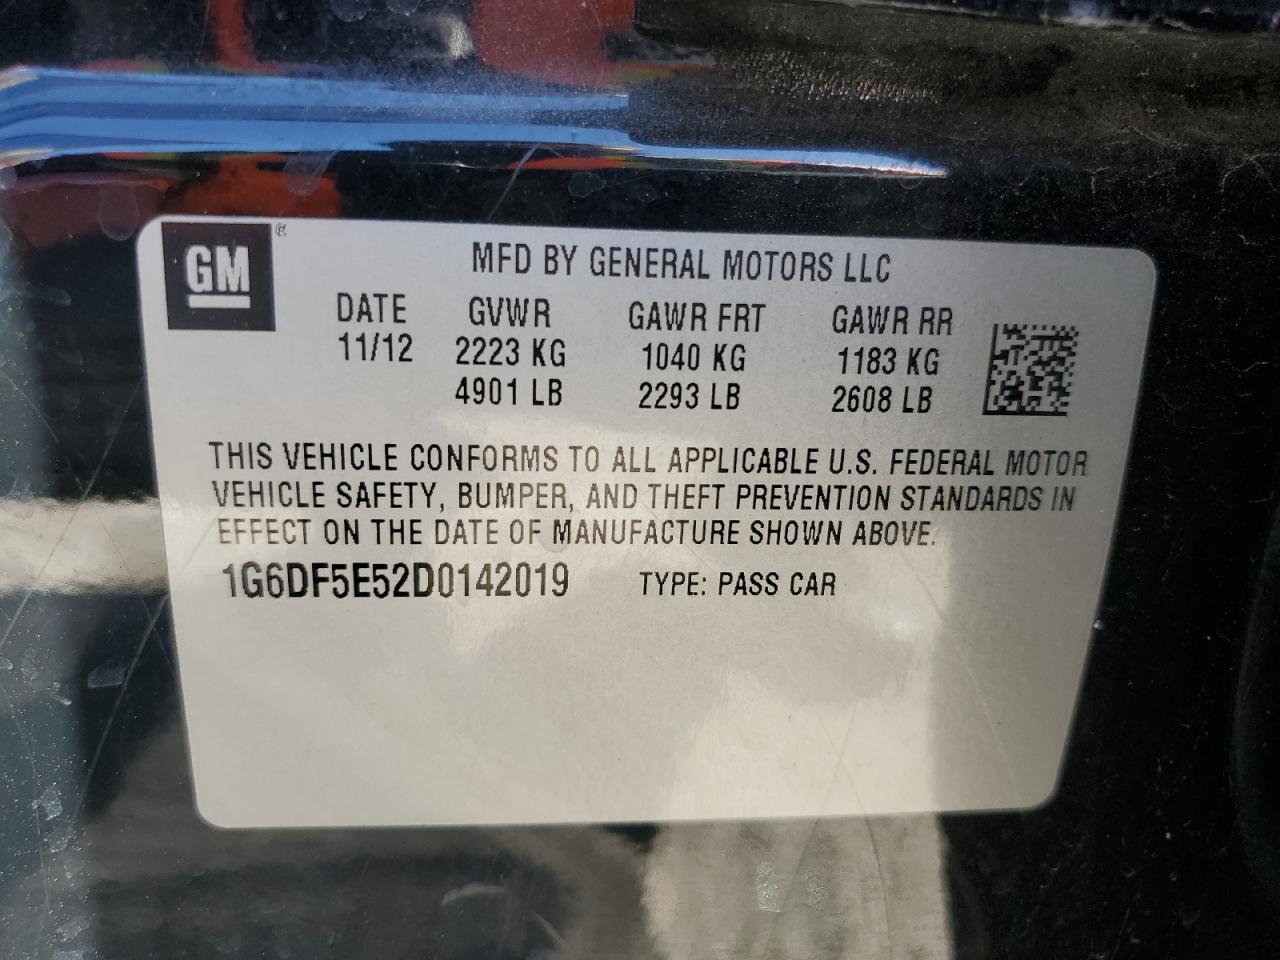 GM®
MFD BY GENERAL MOTORS LLC
DATE GVWR GAWR FRT GAWR RR
11/12 2223 KG 1040 KG 1183 KG
4901 LB 2293 LB 2608 LB
THIS VEHICLE CONFORMS TO ALL APPLICABLE U.S. FEDERAL MOTOR
VEHICLE SAFETY, BUMPER, AND THEFT PREVENTION STANDARDS IN
EFFECT ON THE DATE OF MANUFACTURE SHOWN ABOVE.
1G6DF5E52D0142019 TYPE: PASS CAR